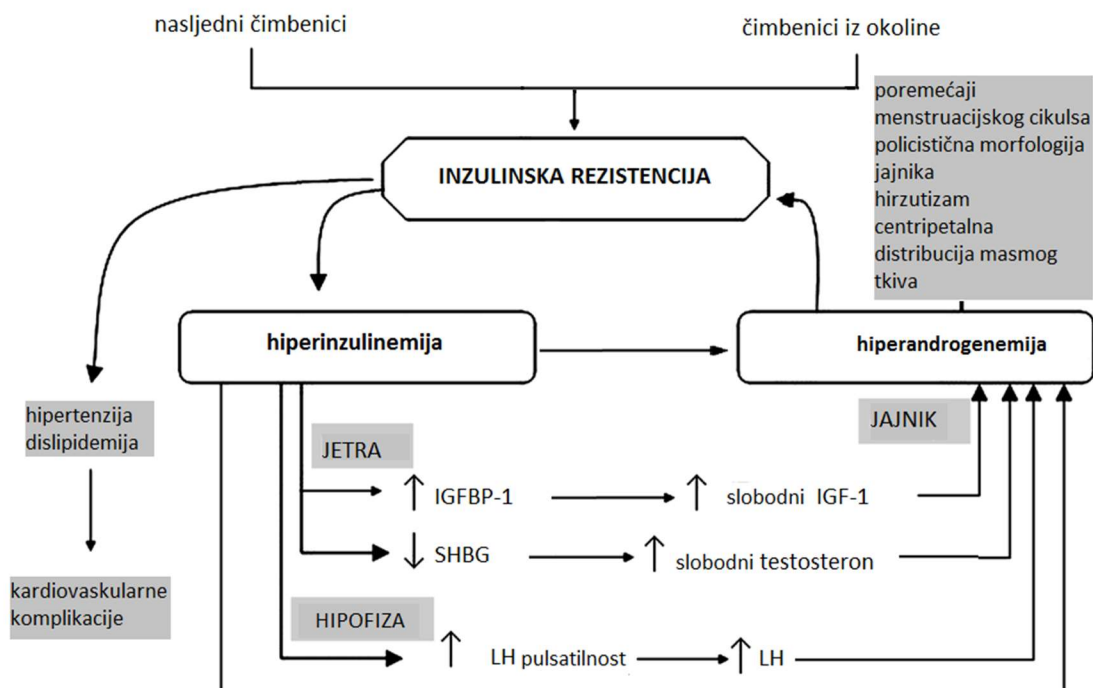 nasljedni čimbenici
čimbenici iz okoline
poremećaji
menstruacijskog cikulsa
policistična morfologija
jajnika
hirzutizam
centripetalna
distribucija masmog
tkiva
INZULINSKA REZISTENCIJA
hiperinzulinemija
hiperandrogenemija
hipertenzija
dislipidemija
JETRA
JAJNIK
↑ IGFBP-1
↑ slobodni IGF-1
↓ SHBG
↑ slobodni testosteron
kardiovaskularne
komplikacije
HIPOFIZA
↑ LH pulsatilnost
↑ LH